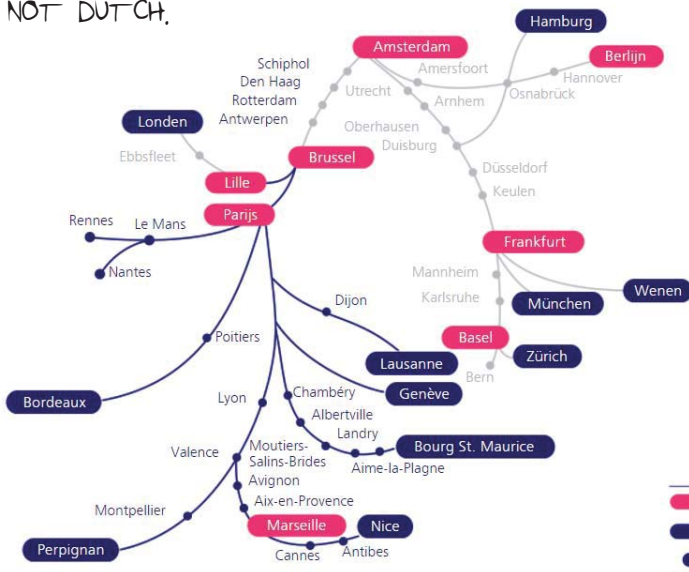 NOT DUTCH.
Hamburg
Amsterdam
Berlijn
Schiphol
Amersfoort
Hannover
Den Haag
Utrecht
Osnabrück
Rotterdam
Arnhem
Antwerpen
Londen
Oberhausen
Duisburg
Ebbsfleet
Brussel
Düsseldorf
Lille
Keulen
Parijs
Rennes
Le Mans
Frankfurt
Nantes
Mannheim
Wenen
Karlsruhe
München
Dijon
Poitiers
Basel
Zürich
Lausanne
Bern
Bordeaux
Lyon
Chambéry
Genève
Albertville
Landry
Valence
Moutiers-
Salins-Brides
Bourg St. Maurice
Aime-la-Plagne
Avignon
Aix-en-Provence
Montpellier
Marseille
Nice
Perpignan
Cannes
Antibes